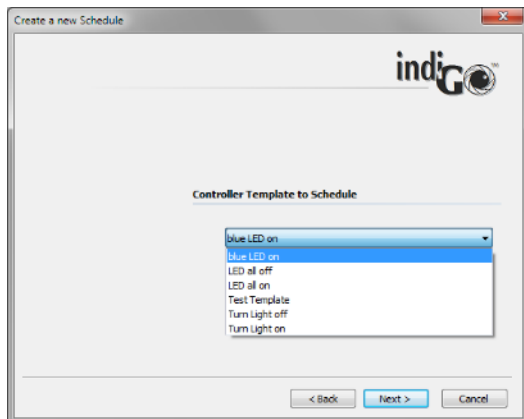 Create a new Schedule
indiGo™
Controller Template to Schedule
blue LED on
blue LED on
LED all off
LED all on
Test Template
Turn Light off
Turn Light on
< Back Next > Cancel